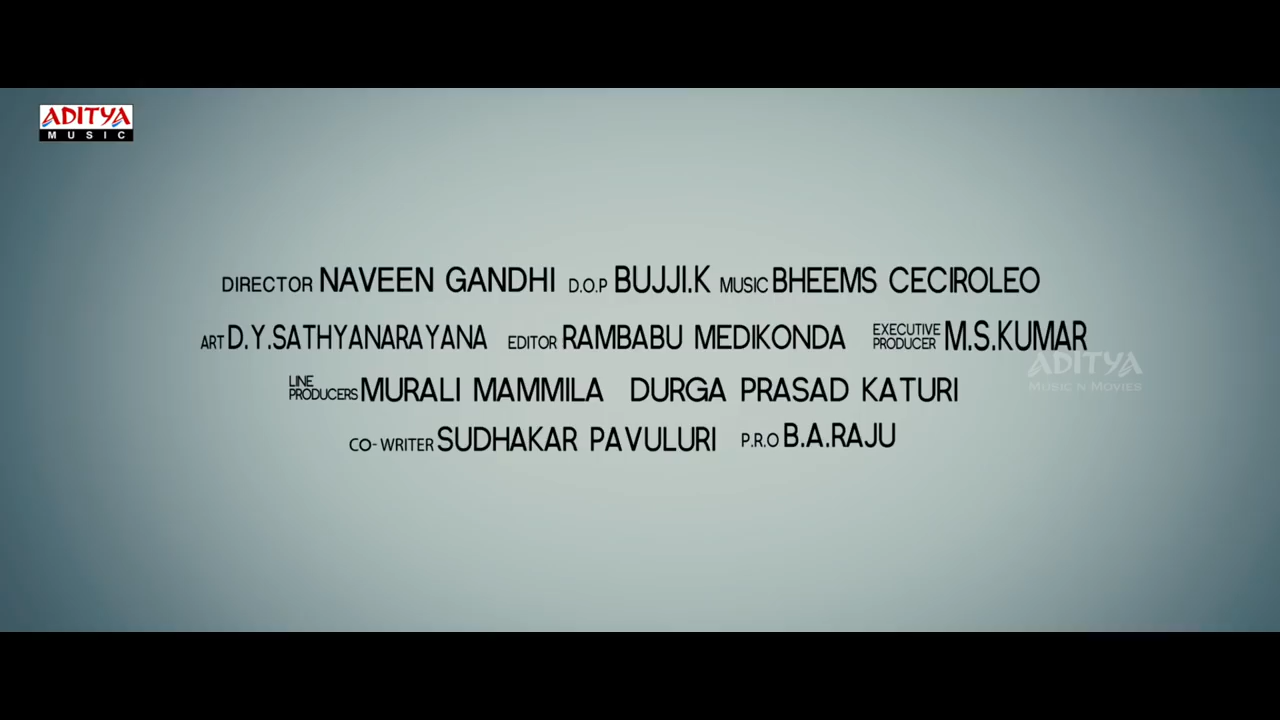 ADITYA
MUSIC
DIRECTOR NAVEEN GANDHI D.O.P BUJJI.K MUSIC BHEEMS CECIROLEO
ART D.Y.SATHYANARAYANA EDITOR RAMBABU MEDIKONDA EXECUTIVE PRODUCER M.S.KUMAR
ADITYA
MUSIC N MOVIES
LINE PRODUCERS MURALI MAMMILA DURGA PRASAD KATURI
CO-WRITER SUDHAKAR PAVULURI P.R.O B.A.RAJU